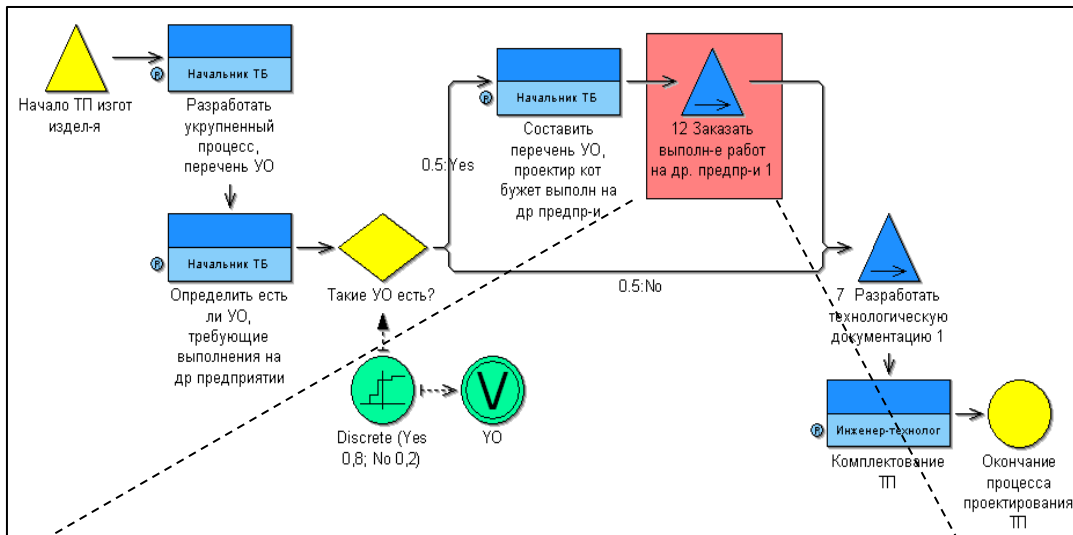 Начало ТП изгот
издел-я
Начальник ТБ
Разработать
укрупненный
процесс,
перечень УО
Начальник ТБ
Определить есть
ли УО,
требующие
выполнения на
др предприятии
Такие УО есть?
Discrete (Yes
0,8; No 0,2)
V
УО
0.5:Yes
0.5:No
Начальник ТБ
Составить
перечень УО,
проектир кот
бужет выполн на
др предпр-и
12 Заказать
выполн-е работ
на др. предпр-и 1
7 Разработать
технологическую
документацию 1
Инженер-технолог
Комплектование
ТП
Окончание
процесса
проектирования
ТП